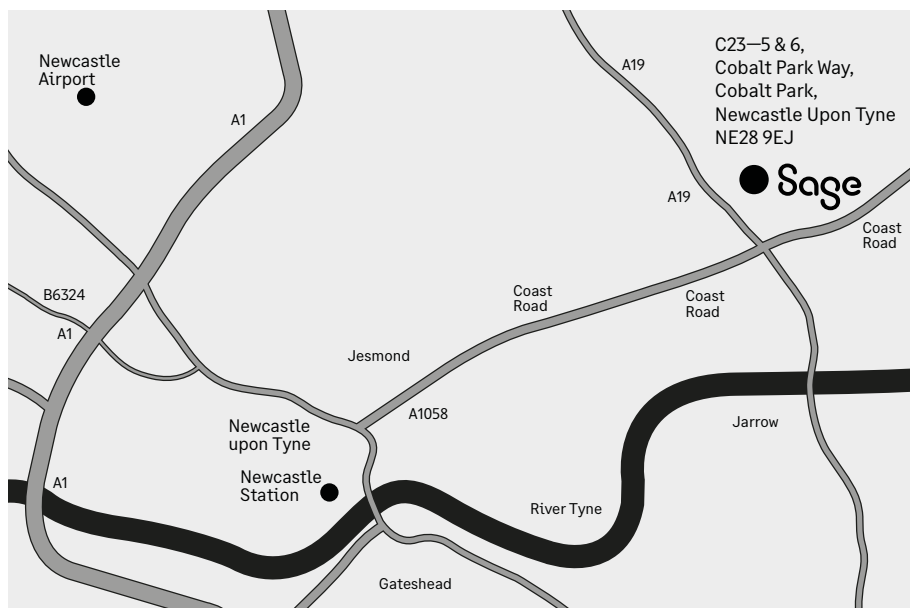 Newcastle
Airport
A1
A19
C23—5 & 6,
Cobalt Park Way,
Cobalt Park,
Newcastle Upon Tyne
NE28 9EJ
Sage
A19
Coast
Road
B6324
A1
Coast
Road
Coast
Road
Jesmond
A1058
Newcastle
upon Tyne
Jarrow
Newcastle
Station
A1
River Tyne
Gateshead